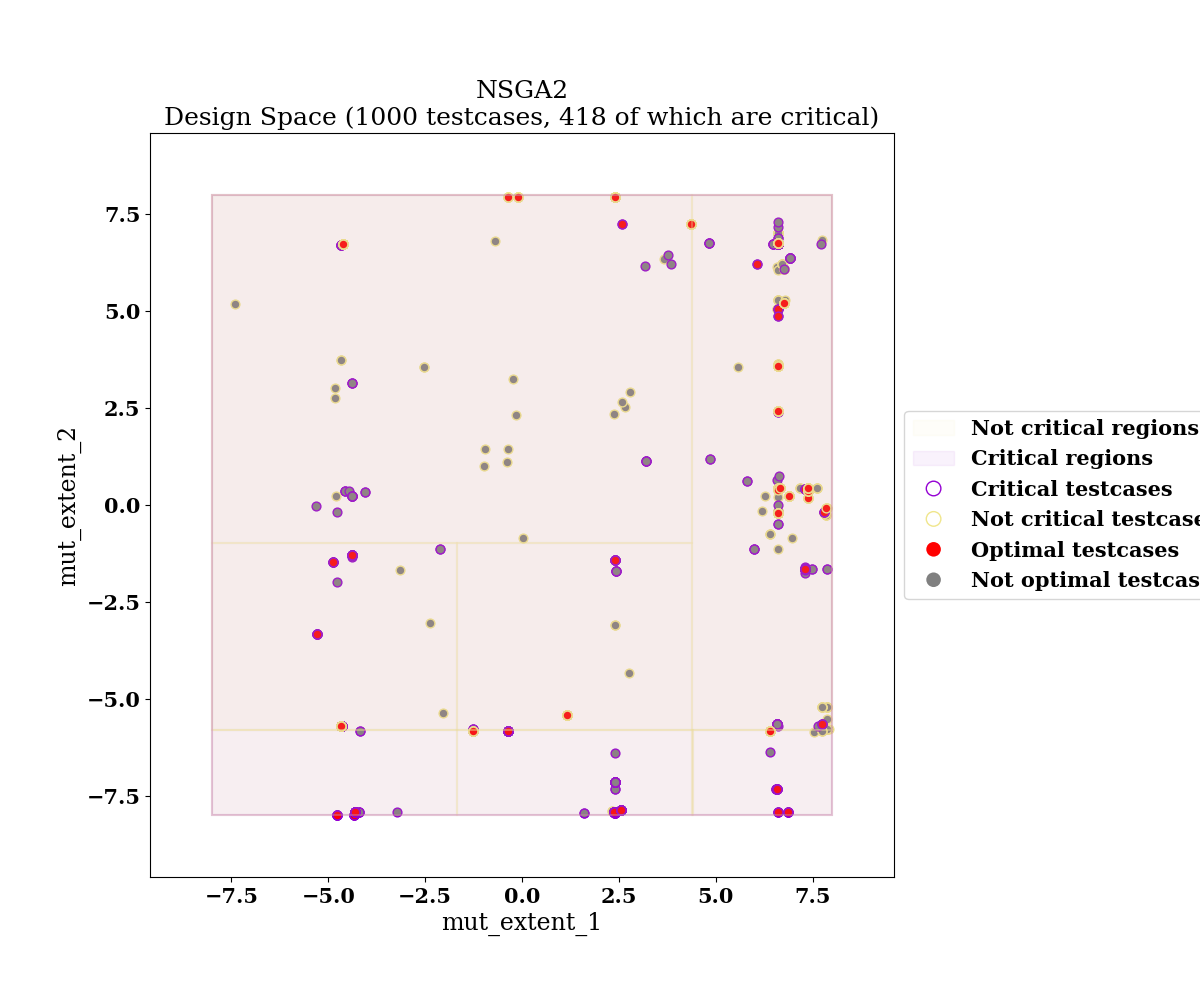 NSGA2
Design Space (1000 testcases, 418 of which are critical)
7.5
5.0
2.5
0.0
−2.5
−5.0
−7.5
mut_extent_2
−7.5 −5.0 −2.5 0.0 2.5 5.0 7.5
mut_extent_1
Not critical regions
Critical regions
Critical testcases
Not critical testcase
Optimal testcases
Not optimal testcas